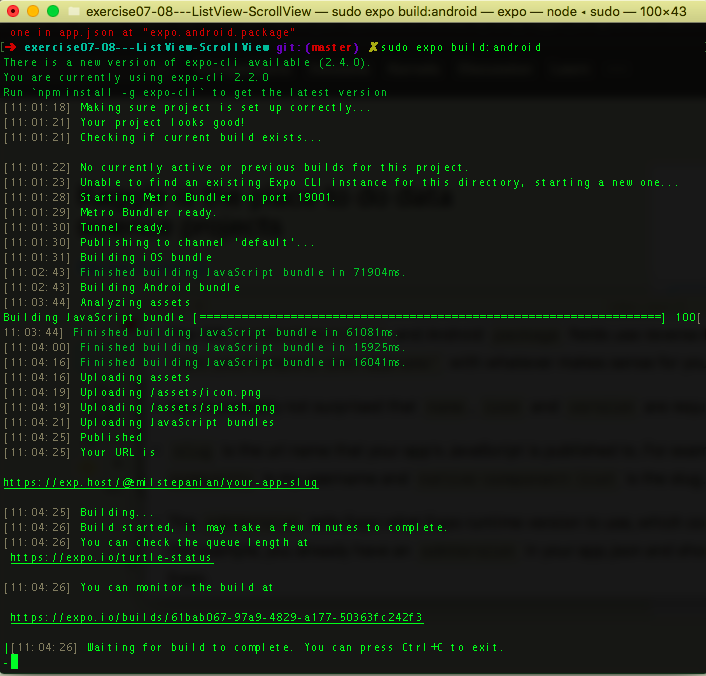 exercise07-08---ListView-ScrollView — sudo expo build:android — expo — node ◂ sudo — 100×43
one in app.json at "expo.android.package"
[➜ exercise07-08---ListView-ScrollView git:(master) ✗ sudo expo build:android
There is a new version of expo-cli available (2.4.0).
You are currently using expo-cli 2.2.0
Run `npm install -g expo-cli` to get the latest version
[11:01:18] Making sure project is set up correctly...
[11:01:21] Your project looks good!
[11:01:21] Checking if current build exists...
[11:01:22] No currently active or previous builds for this project.
[11:01:23] Unable to find an existing Expo CLI instance for this directory, starting a new one...
[11:01:28] Starting Metro Bundler on port 19001.
[11:01:29] Metro Bundler ready.
[11:01:30] Tunnel ready.
[11:01:30] Publishing to channel 'default'...
[11:01:31] Building iOS bundle
[11:02:43] Finished building JavaScript bundle in 71904ms.
[11:02:43] Building Android bundle
[11:03:44] Analyzing assets
Building JavaScript bundle [==================================================================] 100[
11:03:44] Finished building JavaScript bundle in 61081ms.
[11:04:00] Finished building JavaScript bundle in 15925ms.
[11:04:16] Finished building JavaScript bundle in 16041ms.
[11:04:16] Uploading assets
[11:04:19] Uploading /assets/icon.png
[11:04:19] Uploading /assets/splash.png
[11:04:21] Uploading JavaScript bundles
[11:04:25] Published
[11:04:25] Your URL is
https://exp.host/@milstepanian/your-app-slug
[11:04:25] Building...
[11:04:26] Build started, it may take a few minutes to complete.
[11:04:26] You can check the queue length at
https://expo.io/turtle-status
[11:04:26] You can monitor the build at
https://expo.io/builds/61bab067-97a9-4829-a177-50363fc242f3
|[11:04:26] Waiting for build to complete. You can press Ctrl+C to exit.
-